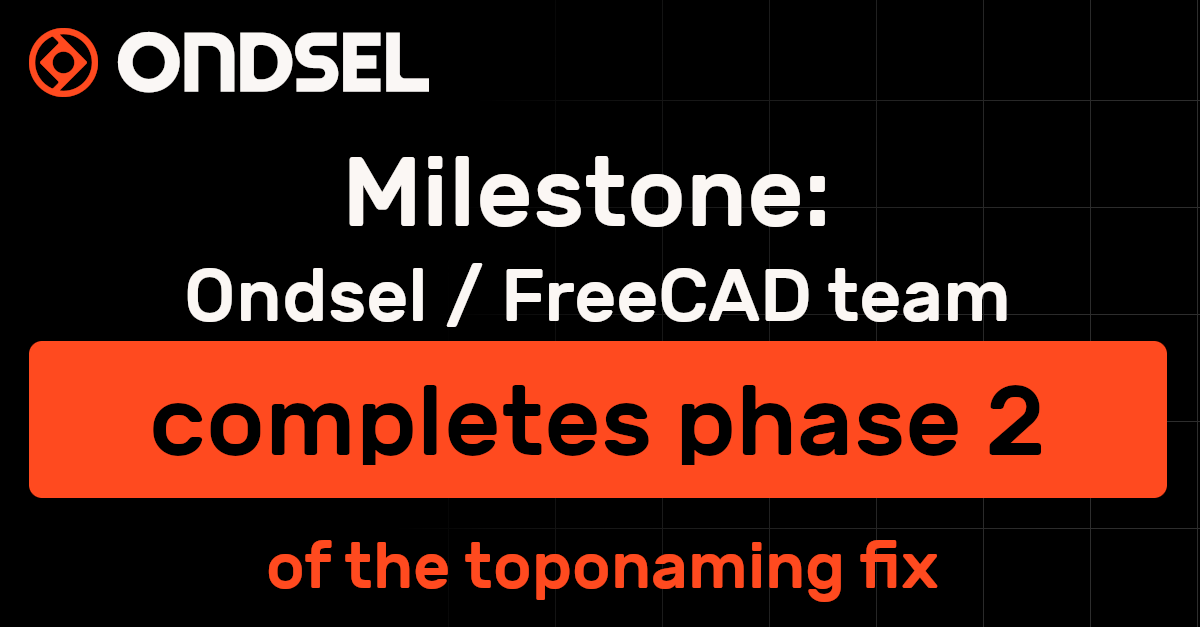 ONDSEL
Milestone:
Ondsel / FreeCAD team
completes phase 2
of the toponaming fix